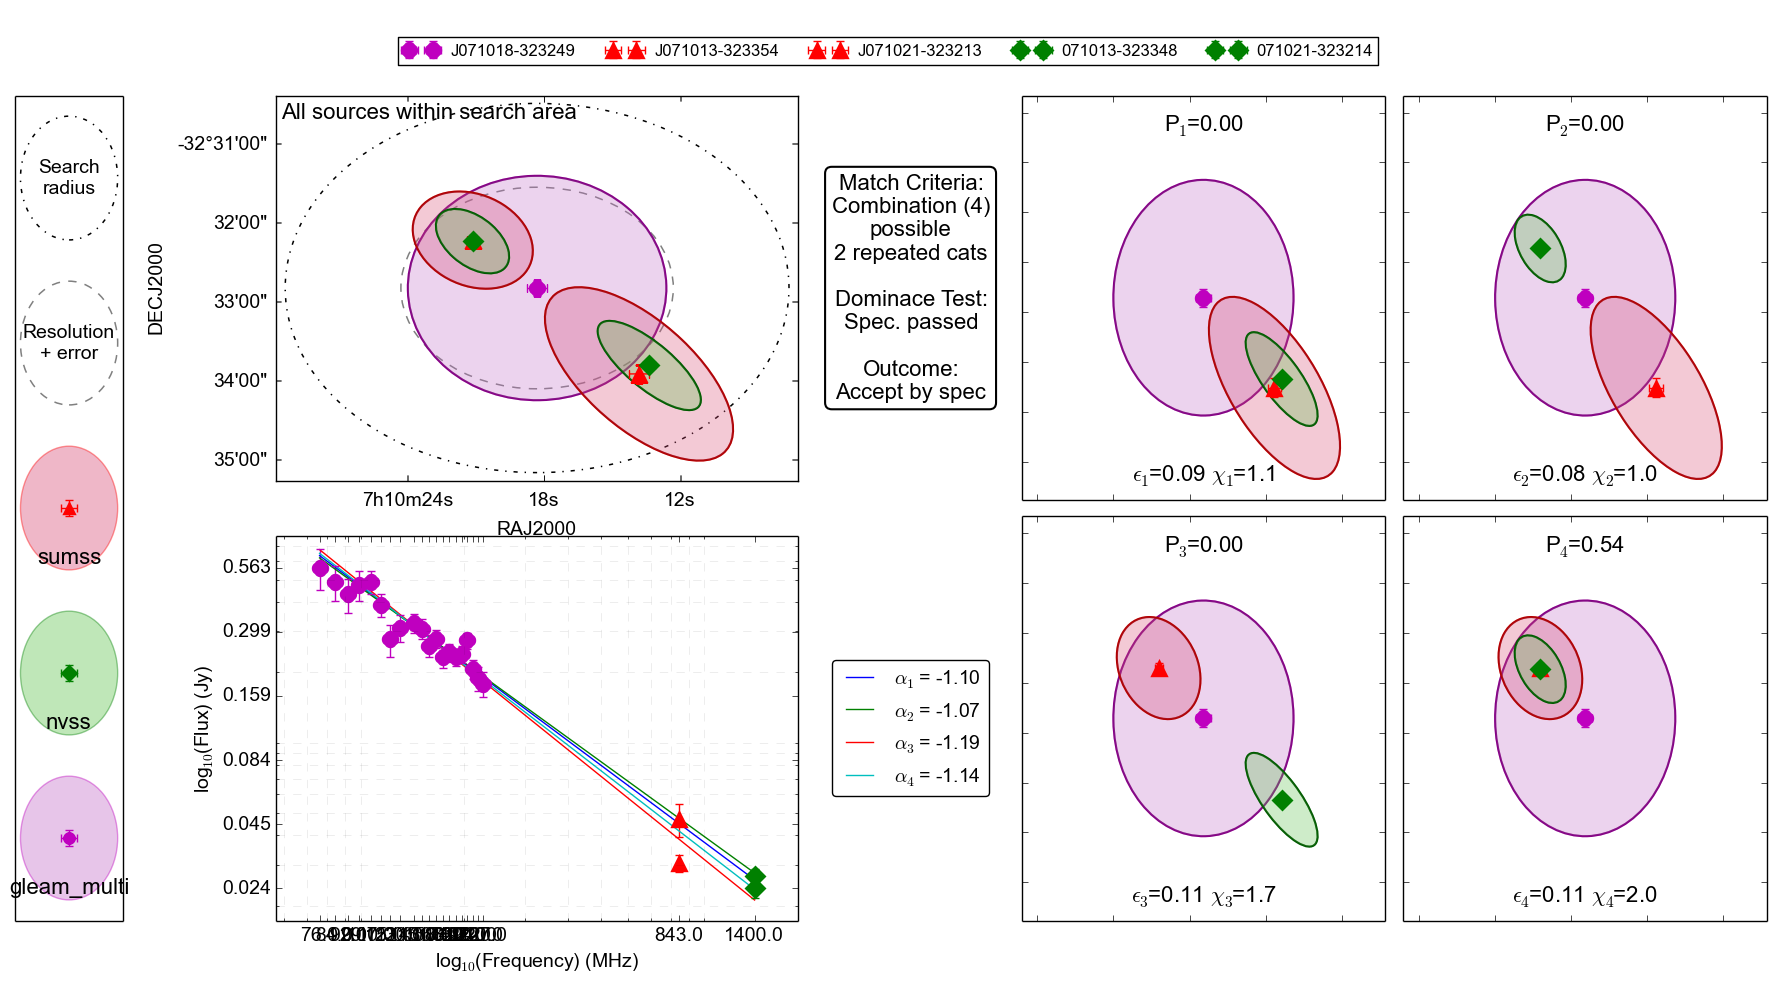 J071018-323249 J071013-323354 J071021-323213 071013-323348 071021-323214
Search
radius
Resolution
+ error
sumss
nvss
gleam_multi
All sources within search area
-32°31'00"
32'00"
33'00"
34'00"
35'00"
DECJ2000
7h10m24s 18s 12s
RAJ2000
Match Criteria:
Combination (4)
possible
2 repeated cats
Dominace Test:
Spec. passed
Outcome:
Accept by spec
P1=0.00
ϵ1=0.09 χ1=1.1
P2=0.00
ϵ2=0.08 χ2=1.0
P3=0.00
ϵ3=0.11 χ3=1.7
P4=0.54
ϵ4=0.11 χ4=2.0
0.563
0.299
0.159
0.084
0.045
0.024
log10(Flux) (Jy)
843.0 1400.0
log10(Frequency) (MHz)
α1 = -1.10
α2 = -1.07
α3 = -1.19
α4 = -1.14